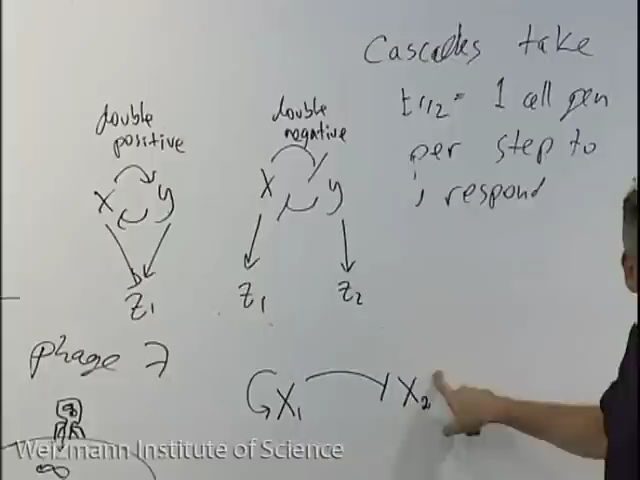 Cascades take
t1/2 = 1 cell gen
per step to
respond
double
positive
X Y
Z1
double
negative
X Y
Z1 Z2
phage λ
X1 X2
Weizmann Institute of Science